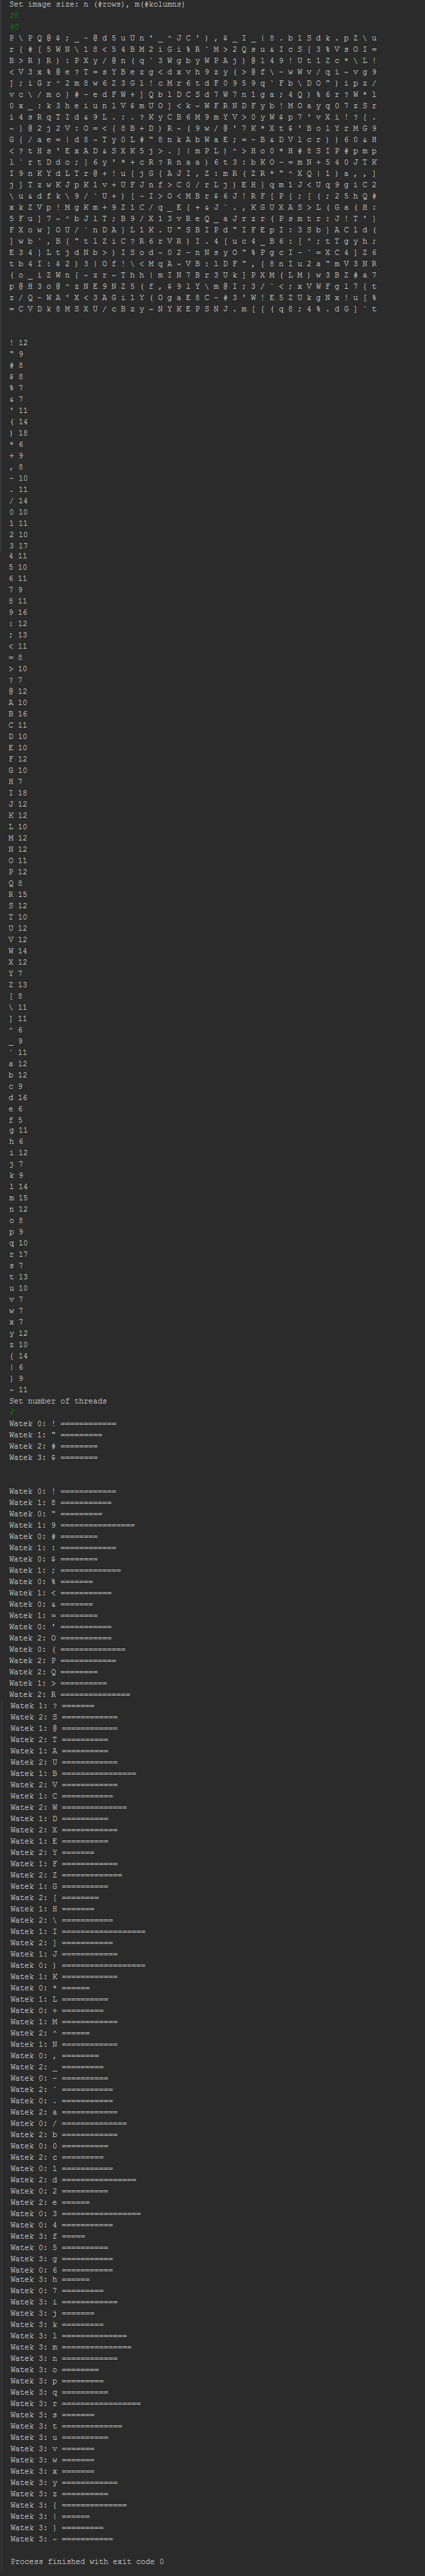 Set image size: n (#rows), m(#kolumns)
25
40
P \ P Q @ $ ; _ - @ d 5 u U n ' _ ^ J C ' ) , $ _ I _ | 8 . b 1 S d k . p Z \ u
r { # [ 5 W N \ 1 8 < 5 4 B M 2 i G i % R ` M > 2 Q s u & I c S { 3 % V s O I =
B > R ) R ) : P X y / @ n ( q ` 3 W g b y W P A j ) @ l 4 9 ! U t 1 Z c * \ L !
< V 3 x % @ e ? T = s Y B e z g < d x v h 9 z y ( > @ f \ - w W v / q i - v g 9
] ; i G r ^ 2 m 8 w 6 Z 3 G l ! c M r 6 t d F 0 9 5 9 q ` F b \ D O " ) i p z /
v c \ / m o } # - e d F W + ] Q b l D C S d 7 W 7 n 1 g a ; 4 Q ) % 6 r ? W * 1
0 x _ : k 3 h e i u n l V $ m U O ] < k - W F R N D F y b ! M O a y q 0 7 z S r
i 4 s R q T I d & 9 L . : . ? K y C B 6 M 9 m Y V > 0 y W $ p 7 ' v X i ! ? { .
- } @ 2 j 2 V : O = < ( 8 B + D ) R - ( 9 w / @ ' 7 K * X t $ ' B o l Y r M G 9
G { / a e = | d 8 - T y 0 L # " 8 n k A b W a E ; = - B & D V l c r ) ) 6 0 & H
< ? t H s ' E x A D & S X K 5 j > . } | m P L ) ^ > H o 0 * H # 8 S I P # p m p
l ` r t D d o ; } 6 y ' * + c R ? R n a a ) 6 t 3 : b K O - = m N + 5 4 0 J T K
I 9 n K Y d L T r @ + ! u { j G { A J I , Z : m R ( Z R * " ^ X Q | 1 ) a , , ]
j ] T z w K J p K l v + U F J n f > C 0 / r L j ) E H } q m 1 J < U q 9 g i C 2
\ u & d f k \ 9 / ` U + ) [ - I > O < M B r $ 6 J ! R F [ P { ; [ ( ; 2 5 h Q #
x k Z V p ! M g K m + 9 Z 1 C / q _ E { + & J ` . , K G U X A S > L ( G a ( H :
5 F u ] 7 - ^ b J l T ; B 9 / X 1 3 v R e Q _ a J r z r ( P s m t r : J ! T ' }
F X o w ] O U / ` n D A } L 1 K . U " S B I P d " I F E p I : 3 S b } A C l d (
] w b ` , B { " t l Z i C ? R 6 r V R ) I . 4 [ u c 4 _ B 6 : [ ' ; t T g y h ;
E 3 4 } L t j d N b > ) I S o d - 0 2 - n N s y O " % P g c I - ` = X C 4 ] Z 6
t b 4 I : $ 2 ) 3 | O f ! \ < M q A - V B : l D F " , { 8 n I u 2 a " m V 3 N R
( o _ i Z W n { - z r - T h h | m I N 7 B r 3 U k ] P X M ( L M ) w 3 B Z # a 7
p @ H 3 o @ ^ z N E 9 N Z 5 ( f , $ 9 l Y \ m @ I ; 3 / ` < ; x V W F g l 7 { t
z / Q - W A ' X < 3 A G i 1 Y ( O g a E 8 C - # 3 ' W ! E 5 Z U k g N x ! u [ %
= C V D k 8 M S X U / c B z y - N Y K E P S N J . m [ { ( q 8 ; 4 % . d G ] ` t
! 12
" 9
# 8
$ 8
% 7
& 7
' 11
( 14
) 18
* 6
+ 9
, 8
- 10
. 11
/ 14
0 10
1 11
2 10
3 17
4 11
5 10
6 11
7 9
8 11
9 16
: 12
; 13
< 11
= 8
> 10
? 7
@ 12
A 10
B 16
C 11
D 10
E 10
F 12
G 10
H 7
I 18
J 12
K 12
L 10
M 12
N 12
O 11
P 12
Q 8
R 15
S 12
T 10
U 12
V 12
W 14
X 12
Y 7
Z 13
[ 8
\ 11
] 11
^ 6
_ 9
` 11
a 12
b 12
c 9
d 16
e 6
f 5
g 11
h 6
i 12
j 7
k 9
l 14
m 15
n 12
o 8
p 9
q 10
r 17
s 7
t 13
u 10
v 7
w 7
x 7
y 12
z 10
{ 14
| 6
} 9
~ 11
Set number of threads
4
Watek 0: ! ============
Watek 1: " =========
Watek 2: # ========
Watek 3: $ ========
Watek 0: ! ============
Watek 1: 8 ===========
Watek 0: " =========
Watek 1: 9 ================
Watek 0: # ========
Watek 1: : ============
Watek 0: $ ========
Watek 1: ; =============
Watek 0: % =======
Watek 1: < ===========
Watek 0: & =======
Watek 1: = ========
Watek 0: ' ===========
Watek 2: O ===========
Watek 0: ( ==============
Watek 2: P ============
Watek 2: Q ========
Watek 1: > ==========
Watek 2: R ===============
Watek 1: ? =======
Watek 2: S ============
Watek 1: @ ============
Watek 2: T ==========
Watek 1: A ==========
Watek 2: U ============
Watek 1: B ================
Watek 2: V ============
Watek 1: C ===========
Watek 2: W ==============
Watek 1: D ==========
Watek 2: X ============
Watek 1: E ==========
Watek 2: Y =======
Watek 1: F ============
Watek 2: Z =============
Watek 1: G ==========
Watek 2: [ ========
Watek 1: H =======
Watek 2: \ ===========
Watek 1: I ==================
Watek 2: ] ===========
Watek 1: J ============
Watek 0: ) ==================
Watek 1: K ============
Watek 0: * ======
Watek 1: L ==========
Watek 0: + =========
Watek 1: M ============
Watek 2: ^ ======
Watek 1: N ============
Watek 0: , ========
Watek 2: _ =========
Watek 0: - ==========
Watek 2: ` ===========
Watek 0: . ===========
Watek 2: a ============
Watek 0: / ==============
Watek 2: b ============
Watek 0: 0 ==========
Watek 2: c =========
Watek 0: 1 ===========
Watek 2: d ================
Watek 0: 2 ==========
Watek 2: e ======
Watek 0: 3 =================
Watek 0: 4 ===========
Watek 3: f =====
Watek 0: 5 ==========
Watek 3: g ===========
Watek 0: 6 ===========
Watek 3: h ======
Watek 0: 7 =========
Watek 3: i ============
Watek 3: j =======
Watek 3: k =========
Watek 3: l ==============
Watek 3: m ===============
Watek 3: n ============
Watek 3: o ========
Watek 3: p =========
Watek 3: q ==========
Watek 3: r =================
Watek 3: s =======
Watek 3: t =============
Watek 3: u ==========
Watek 3: v =======
Watek 3: w =======
Watek 3: x =======
Watek 3: y ============
Watek 3: z ==========
Watek 3: { ==============
Watek 3: | ======
Watek 3: } =========
Watek 3: ~ ===========
Process finished with exit code 0